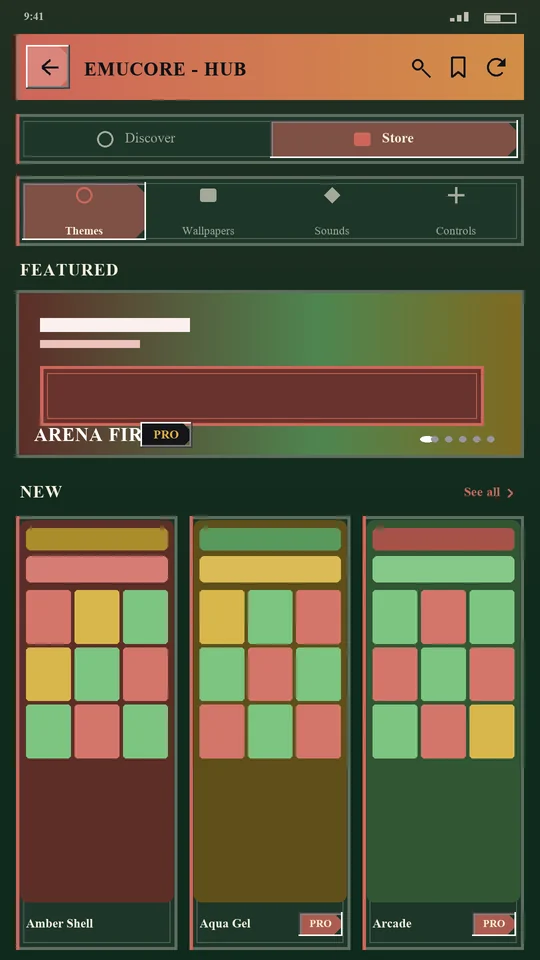 9:41
EMUCORE - HUB
Discover
Store
Themes
Wallpapers
Sounds
Controls
FEATURED
ARENA FIR
PRO
NEW
See all
Amber Shell
Aqua Gel
PRO
Arcade
PRO